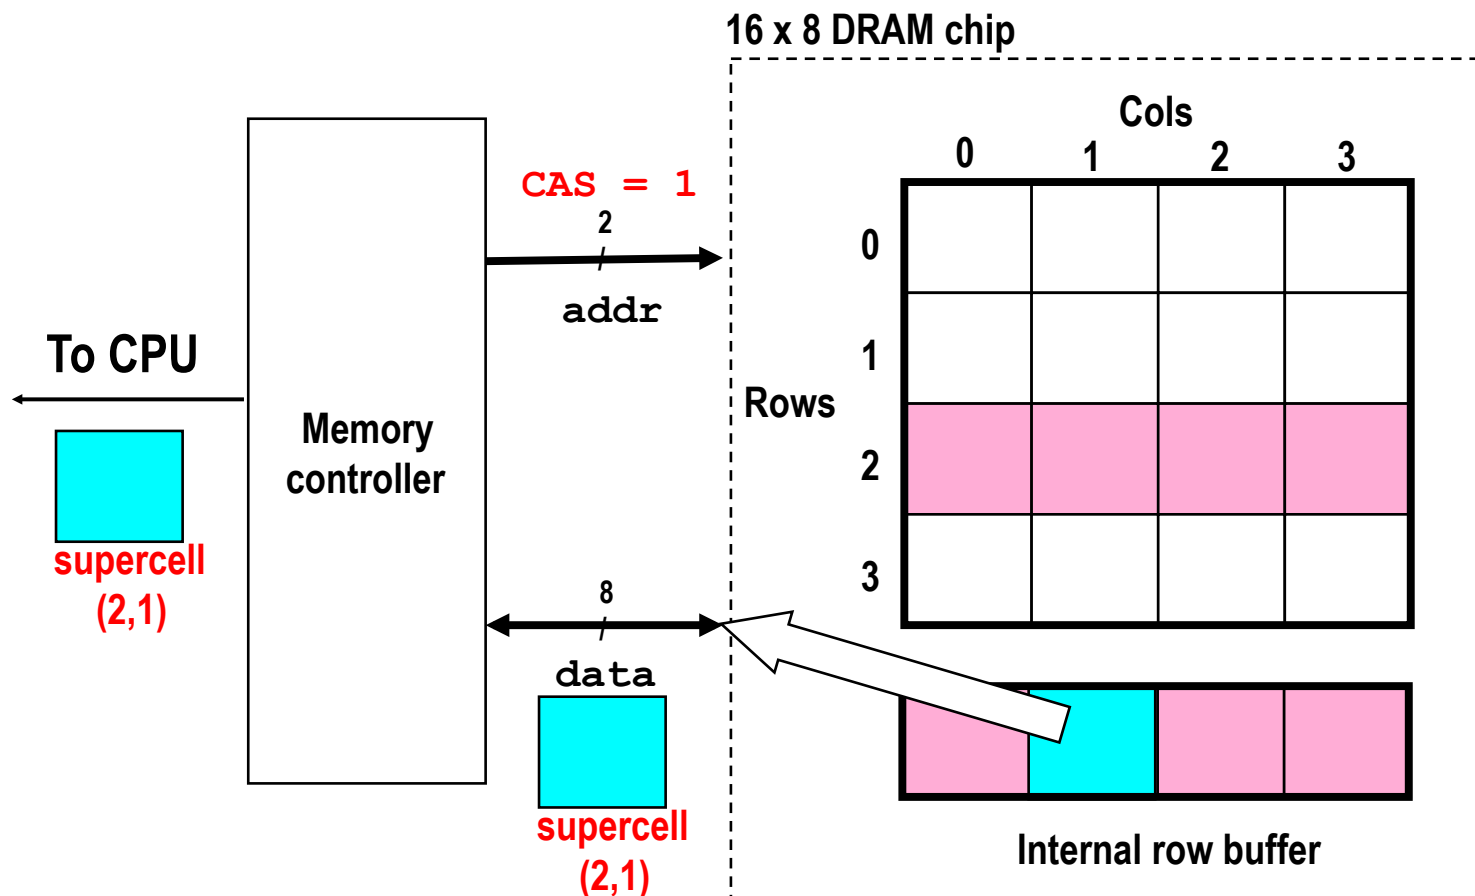 16 x 8 DRAM chip
Cols
0 1 2 3
CAS = 1
2
addr
0
1
Rows
2
3
To CPU
Memory
controller
supercell
(2,1)
8
data
supercell
(2,1)
Internal row buffer